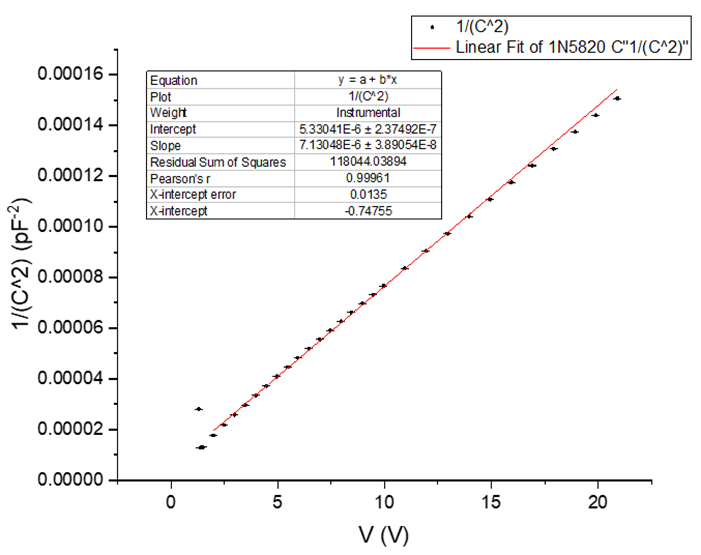 1/(C^2)
Linear Fit of 1N5820 C"1/(C^2)"
Equation y = a + b*x
Plot 1/(C^2)
Weight Instrumental
Intercept 5.33041E-6 ± 2.37492E-7
Slope 7.13048E-6 ± 3.89054E-8
Residual Sum of Squares 118044.03894
Pearson's r 0.99961
X-intercept error 0.0135
X-intercept -0.74755
0.00016
0.00014
0.00012
0.00010
0.00008
0.00006
0.00004
0.00002
0.00000
1/(C^2) (pF⁻²)
0 5 10 15 20
V (V)